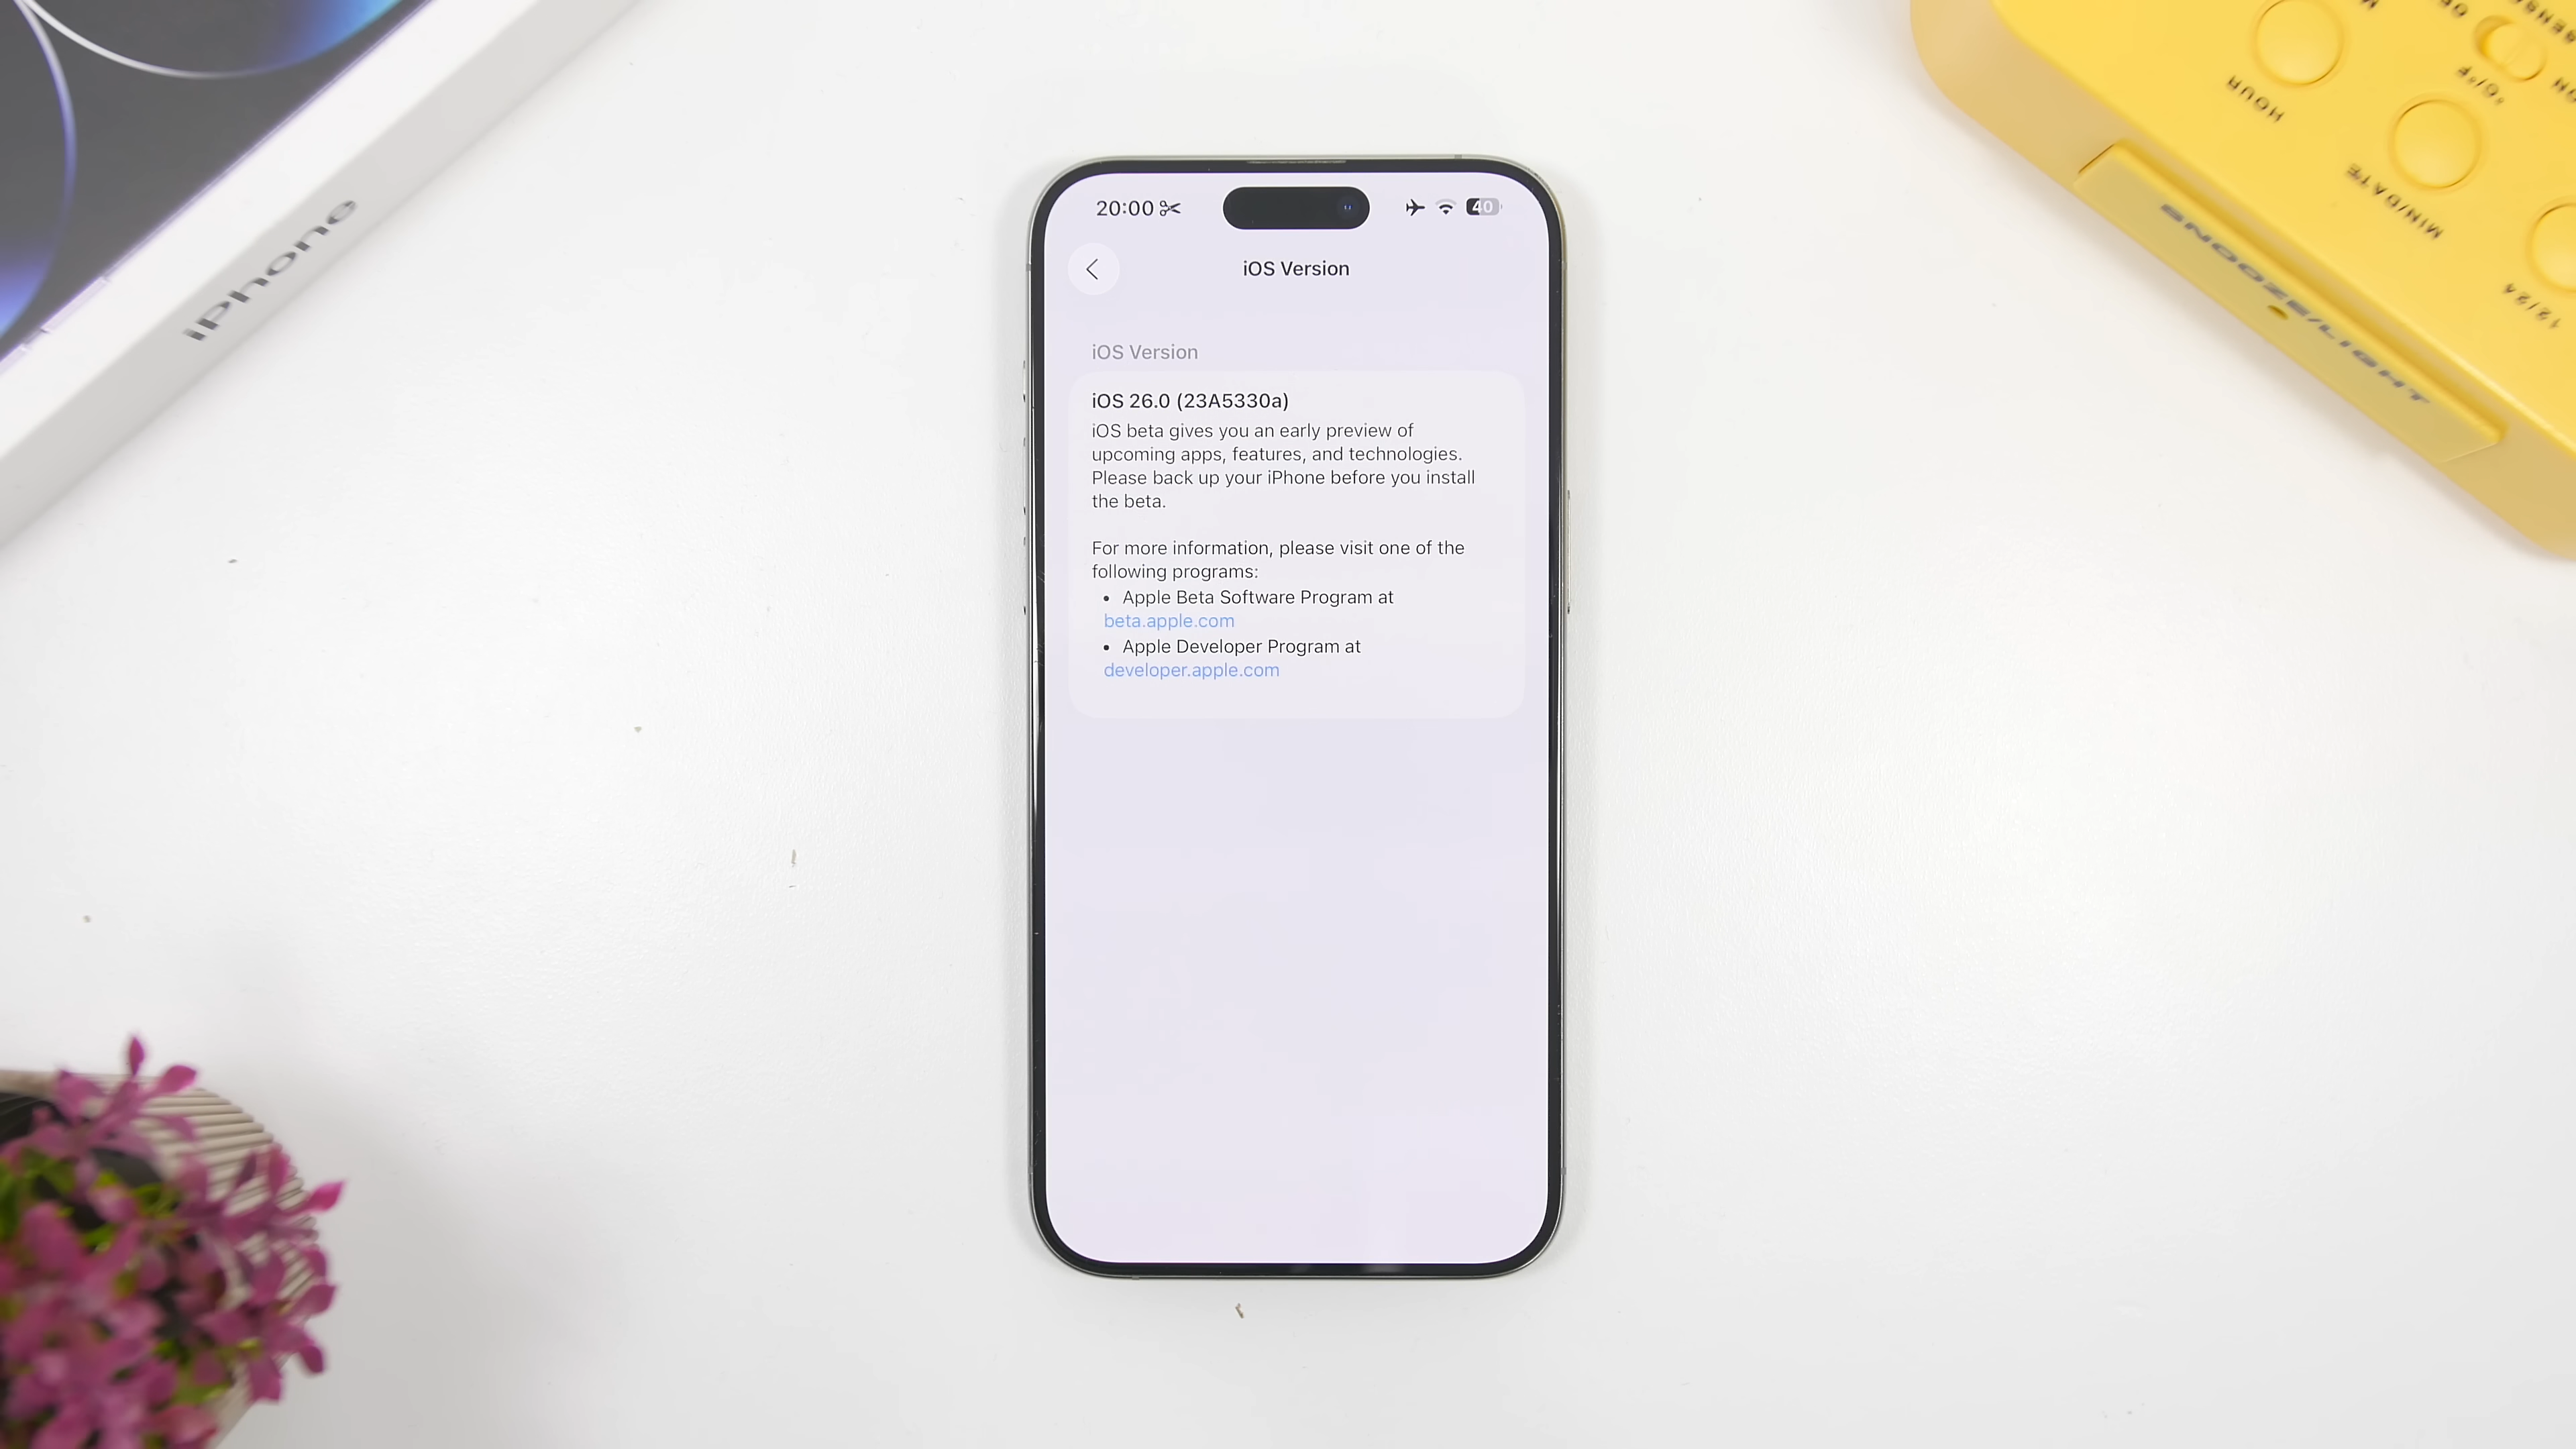 iPhone
HOUR
°C/°F
MIN/DATE
12/24
SNOOZE/LIGHT
20:00
40
iOS Version
iOS Version
iOS 26.0 (23A5330a)
iOS beta gives you an early preview of
upcoming apps, features, and technologies.
Please back up your iPhone before you install
the beta.
For more information, please visit one of the
following programs:
• Apple Beta Software Program at
beta.apple.com
• Apple Developer Program at
developer.apple.com